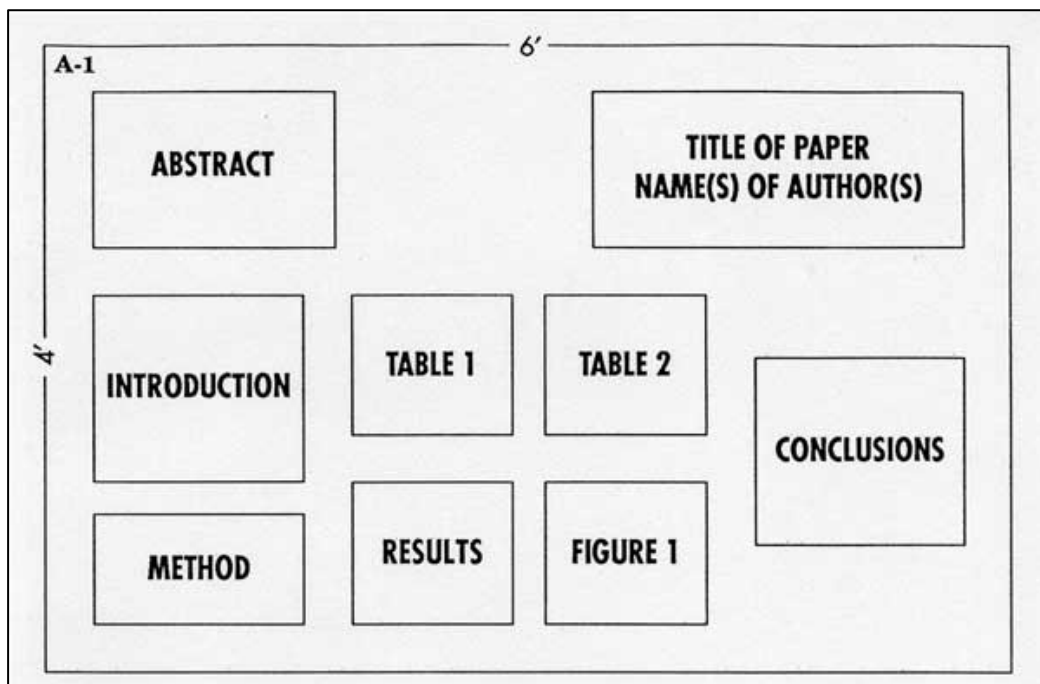 6'
A-1
ABSTRACT
TITLE OF PAPER
NAME(S) OF AUTHOR(S)
4'
INTRODUCTION
TABLE 1
TABLE 2
CONCLUSIONS
METHOD
RESULTS
FIGURE 1